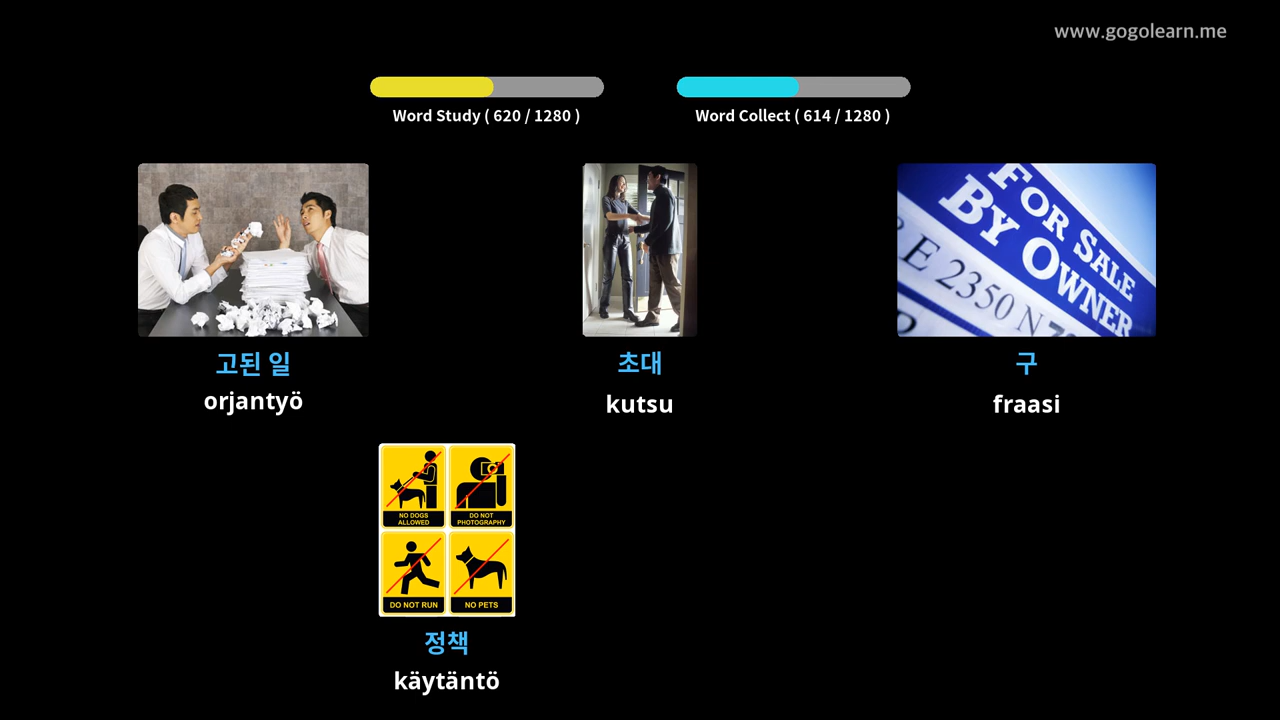 www.gogolearn.me
Word Study ( 620 / 1280 )
Word Collect ( 614 / 1280 )
FOR SALE
BY OWNER
E 2350 N
고된 일
orjantyö
초대
kutsu
구
fraasi
NO DOGS
ALLOWED
DO NOT
PHOTOGRAPHY
DO NOT RUN
NO PETS
정책
käytäntö